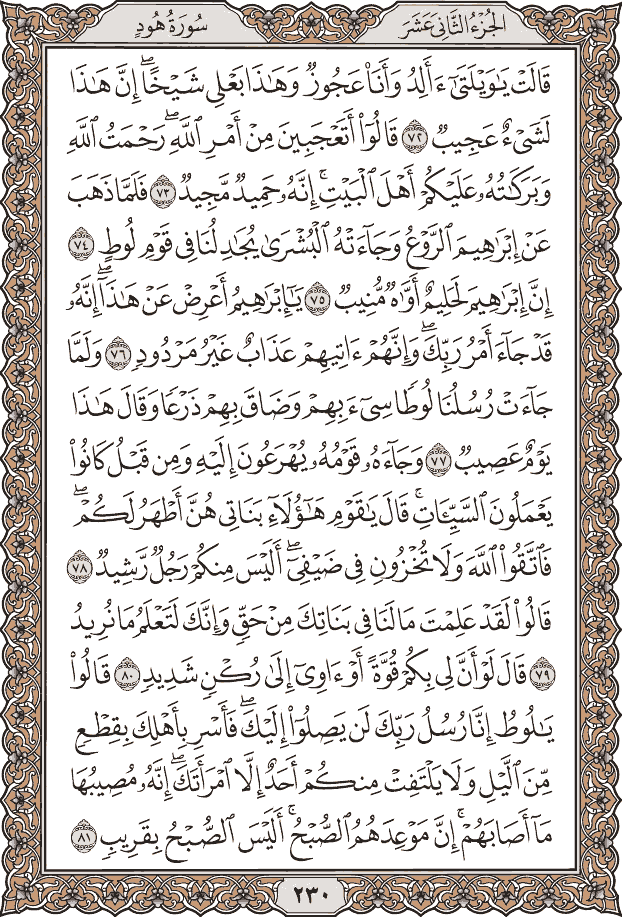 الجُزْءُ الثَّانِي عَشَرَ
سُورَةُ هُودٍ
قَالَتْ يَٰوَيْلَتَىٰٓ ءَأَلِدُ وَأَنَا۠ عَجُوزٌ وَهَٰذَا بَعْلِى شَيْخًا ۖ إِنَّ هَٰذَا
لَشَىْءٌ عَجِيبٌ ٧٢ قَالُوٓا۟ أَتَعْجَبِينَ مِنْ أَمْرِ ٱللَّهِ ۖ رَحْمَتُ ٱللَّهِ
وَبَرَكَٰتُهُۥ عَلَيْكُمْ أَهْلَ ٱلْبَيْتِ ۚ إِنَّهُۥ حَمِيدٌ مَّجِيدٌ ٧٣ فَلَمَّا ذَهَبَ
عَنْ إِبْرَٰهِيمَ ٱلرَّوْعُ وَجَآءَتْهُ ٱلْبُشْرَىٰ يُجَٰدِلُنَا فِى قَوْمِ لُوطٍ ٧٤
إِنَّ إِبْرَٰهِيمَ لَحَلِيمٌ أَوَّٰهٌ مُّنِيبٌ ٧٥ يَٰٓإِبْرَٰهِيمُ أَعْرِضْ عَنْ هَٰذَآ ۖ إِنَّهُۥ
قَدْ جَآءَ أَمْرُ رَبِّكَ ۖ وَإِنَّهُمْ ءَاتِيهِمْ عَذَابٌ غَيْرُ مَرْدُودٍ ٧٦ وَلَمَّا
جَآءَتْ رُسُلُنَا لُوطًا سِىٓءَ بِهِمْ وَضَاقَ بِهِمْ ذَرْعًا وَقَالَ هَٰذَا
يَوْمٌ عَصِيبٌ ٧٧ وَجَآءَهُۥ قَوْمُهُۥ يُهْرَعُونَ إِلَيْهِ وَمِن قَبْلُ كَانُوا۟
يَعْمَلُونَ ٱلسَّيِّـَٔاتِ ۚ قَالَ يَٰقَوْمِ هَٰٓؤُلَآءِ بَنَاتِى هُنَّ أَطْهَرُ لَكُمْ ۖ
فَٱتَّقُوا۟ ٱللَّهَ وَلَا تُخْزُونِ فِى ضَيْفِىٓ ۖ أَلَيْسَ مِنكُمْ رَجُلٌ رَّشِيدٌ ٧٨
قَالُوا۟ لَقَدْ عَلِمْتَ مَا لَنَا فِى بَنَاتِكَ مِنْ حَقٍّ وَإِنَّكَ لَتَعْلَمُ مَا نُرِيدُ
٧٩ قَالَ لَوْ أَنَّ لِى بِكُمْ قُوَّةً أَوْ ءَاوِىٓ إِلَىٰ رُكْنٍ شَدِيدٍ ٨٠ قَالُوا۟
يَٰلُوطُ إِنَّا رُسُلُ رَبِّكَ لَن يَصِلُوٓا۟ إِلَيْكَ ۖ فَأَسْرِ بِأَهْلِكَ بِقِطْعٍ
مِّنَ ٱلَّيْلِ وَلَا يَلْتَفِتْ مِنكُمْ أَحَدٌ إِلَّا ٱمْرَأَتَكَ ۖ إِنَّهُۥ مُصِيبُهَا
مَآ أَصَابَهُمْ ۚ إِنَّ مَوْعِدَهُمُ ٱلصُّبْحُ ۚ أَلَيْسَ ٱلصُّبْحُ بِقَرِيبٍ ٨١
٢٣٠